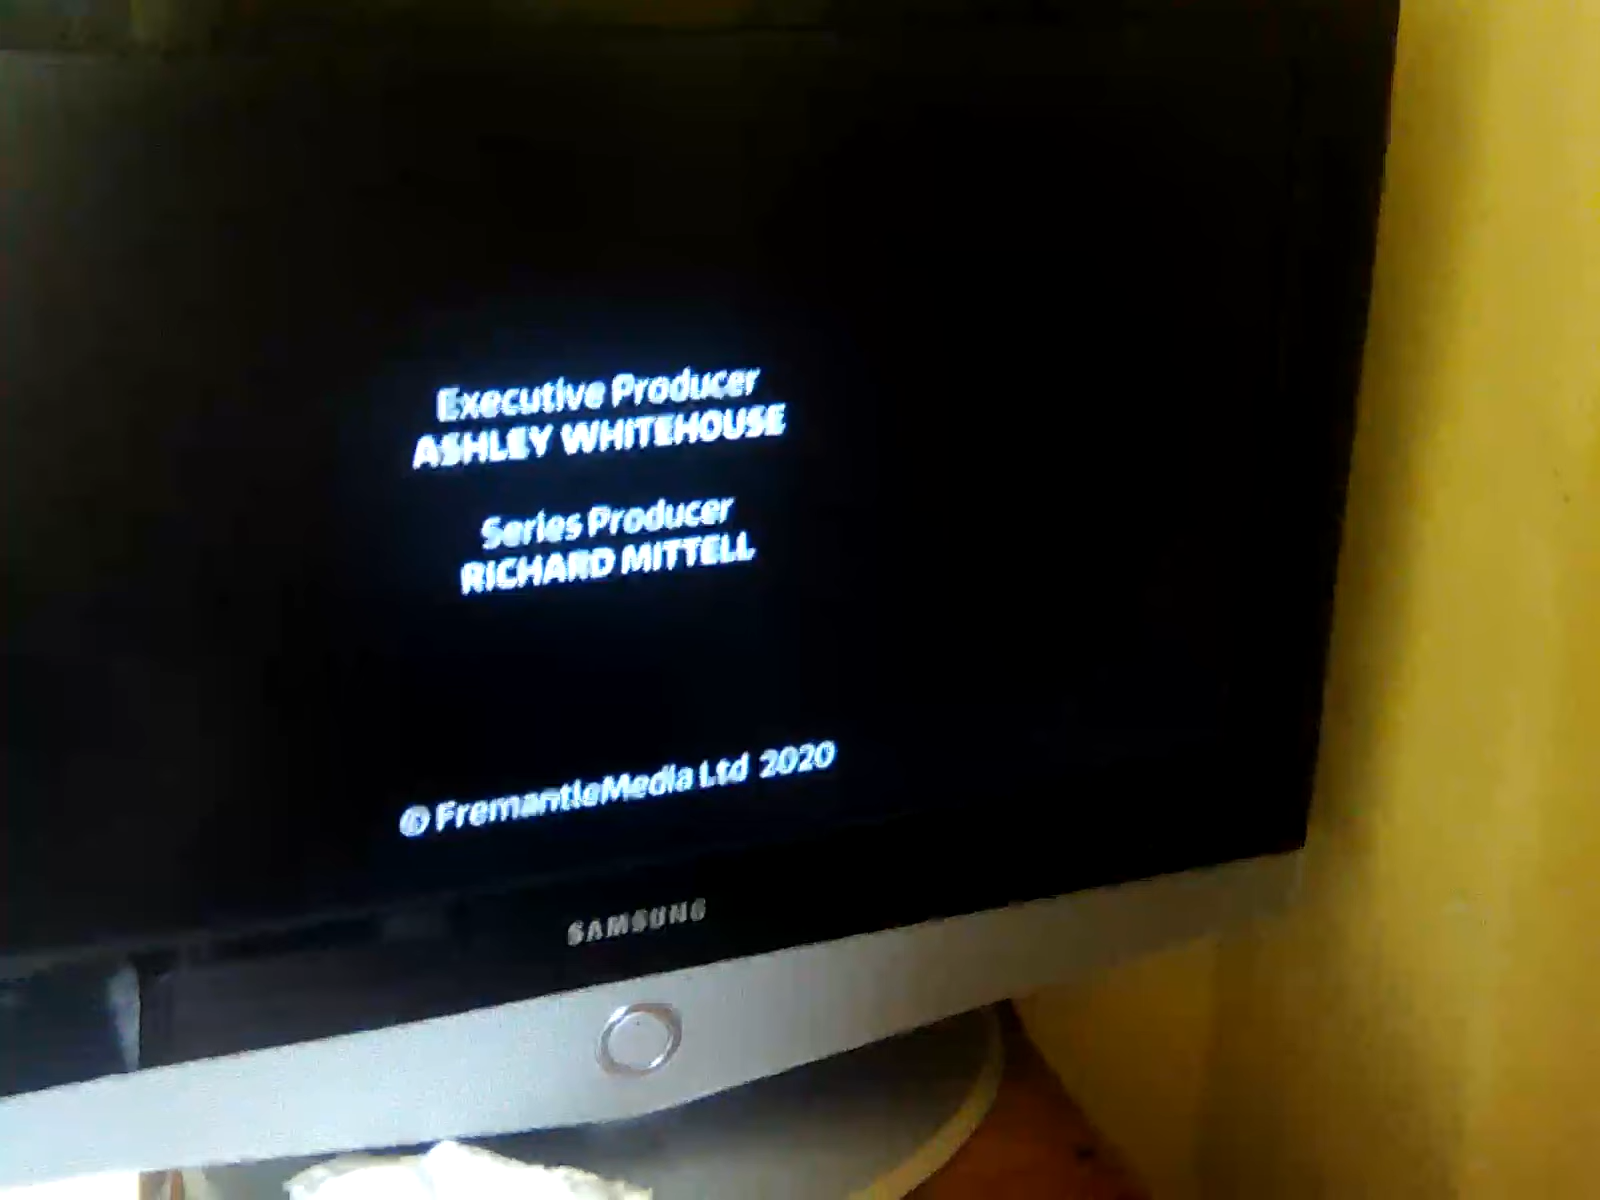 Executive Producer
ASHLEY WHITEHOUSE
Series Producer
RICHARD MITTELL
© FremantleMedia Ltd 2020
SAMSUNG